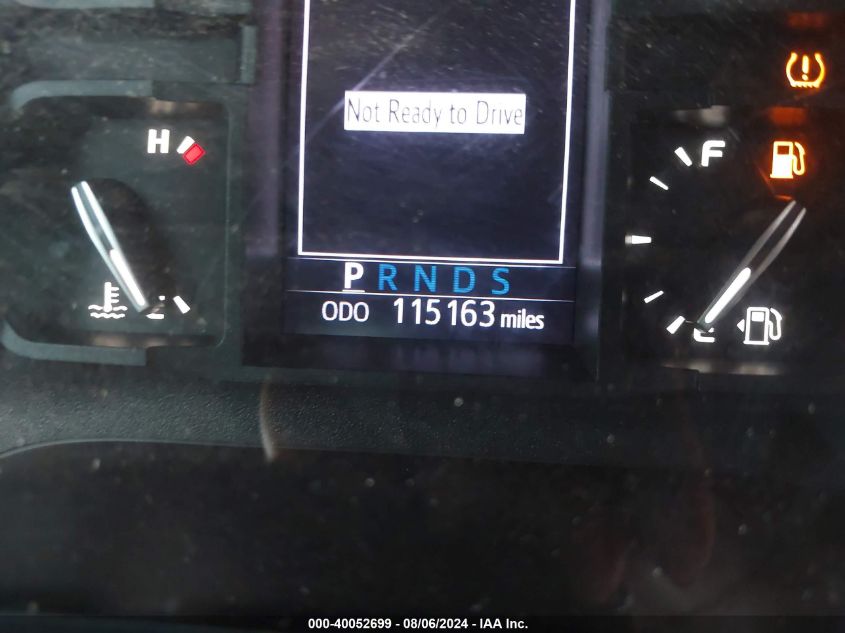 Not Ready to Drive
H
F
P R N D S
ODO 115163 miles
E
000-40052699 - 08/06/2024 - IAA Inc.